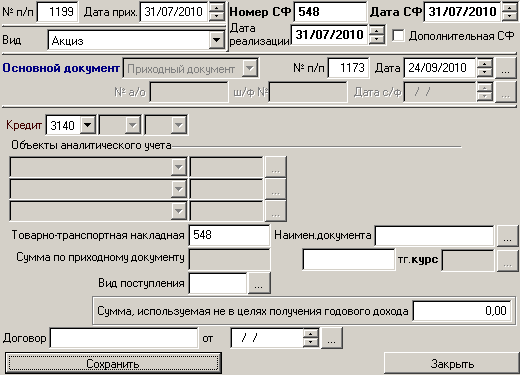 № п/п 1199 Дата прих. 31/07/2010 Номер СФ 548 Дата СФ 31/07/2010
Вид Акциз Дата реализации 31/07/2010 Дополнительная СФ
Основной документ Приходный документ № п/п 1173 Дата 24/09/2010 ...
№ а/о ш/ф № Дата с/ф / / ...
Кредит 3140
Объекты аналитического учета
...
...
...
Товарно-транспортная накладная 548 Наимен.документа ...
Сумма по приходному документу тг. курс ...
Вид поступления ...
Сумма, используемая не в целях получения годового дохода 0,00
Договор от / / ...
Сохранить Закрыть